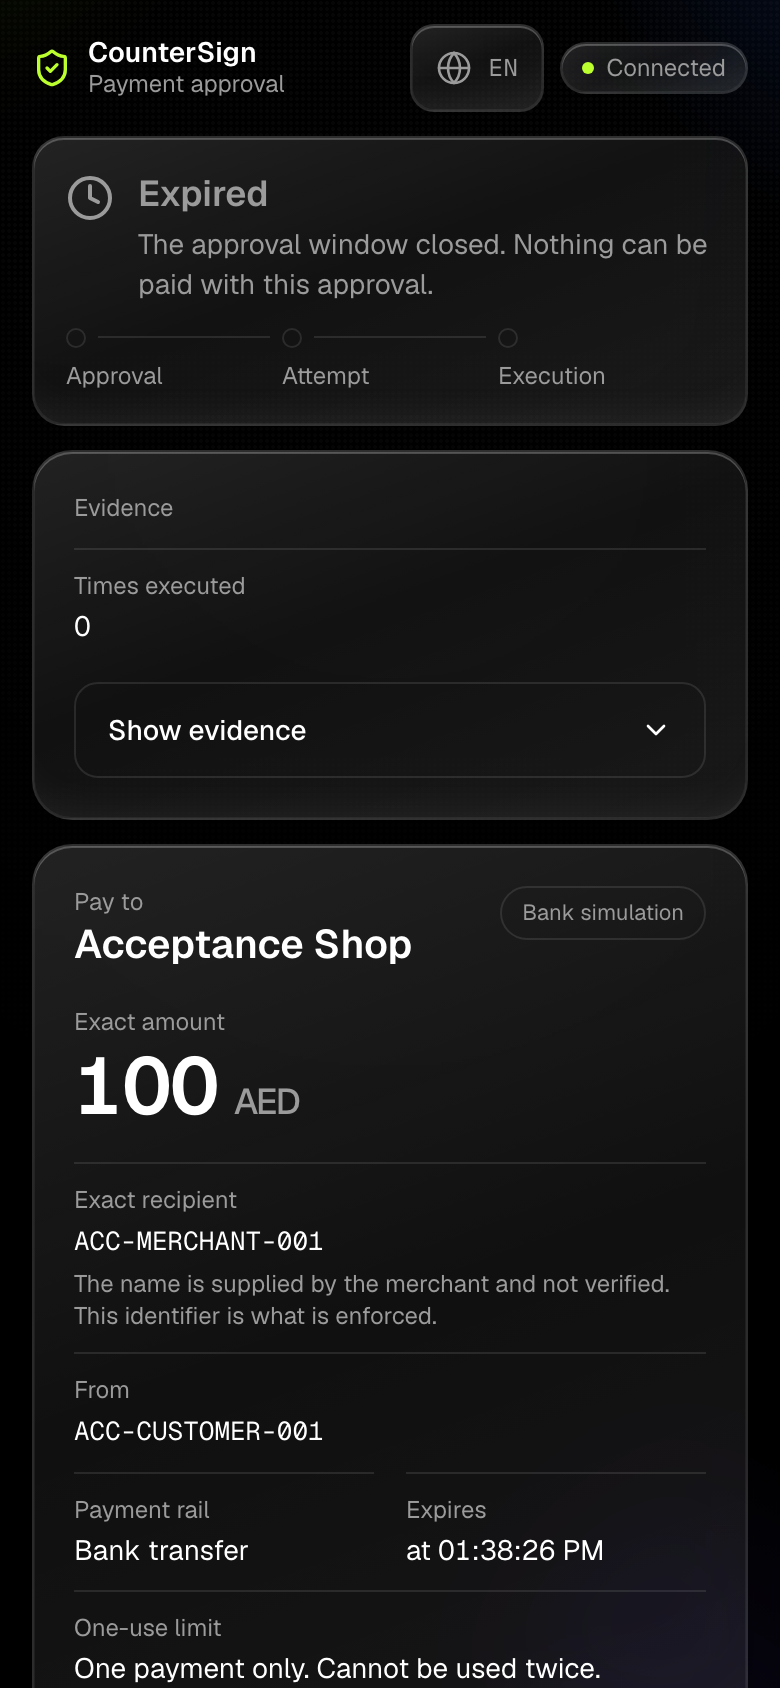 CounterSign
Payment approval
EN
Connected
Expired
The approval window closed. Nothing can be
paid with this approval.
Approval
Attempt
Execution
Evidence
Times executed
0
Show evidence
Pay to
Acceptance Shop
Bank simulation
Exact amount
100 AED
Exact recipient
ACC-MERCHANT-001
The name is supplied by the merchant and not verified.
This identifier is what is enforced.
From
ACC-CUSTOMER-001
Payment rail
Bank transfer
Expires
at 01:38:26 PM
One-use limit
One payment only. Cannot be used twice.